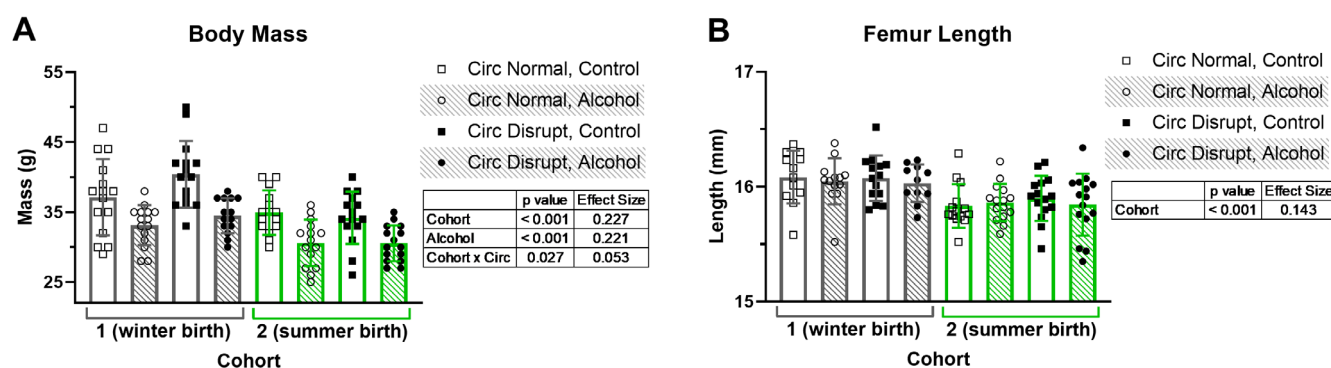 A
Body Mass
55
45
35
25
Mass (g)
1 (winter birth)
2 (summer birth)
Cohort
Circ Normal, Control
Circ Normal, Alcohol
Circ Disrupt, Control
Circ Disrupt, Alcohol
p value Effect Size
Cohort < 0.001 0.227
Alcohol < 0.001 0.221
Cohort x Circ 0.027 0.053
B
Femur Length
17
16
15
Length (mm)
1 (winter birth)
2 (summer birth)
Cohort
Circ Normal, Control
Circ Normal, Alcohol
Circ Disrupt, Control
Circ Disrupt, Alcohol
p value Effect Size
Cohort < 0.001 0.143